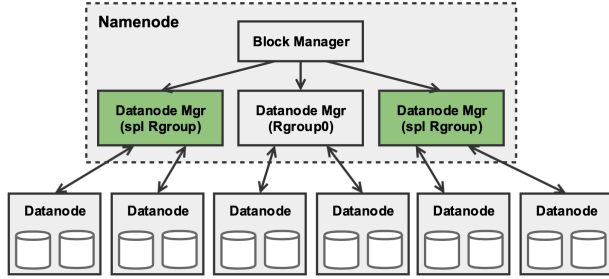 Namenode
Block Manager
Datanode Mgr
(spl Rgroup)
Datanode Mgr
(Rgroup0)
Datanode Mgr
(spl Rgroup)
Datanode
Datanode
Datanode
Datanode
Datanode
Datanode